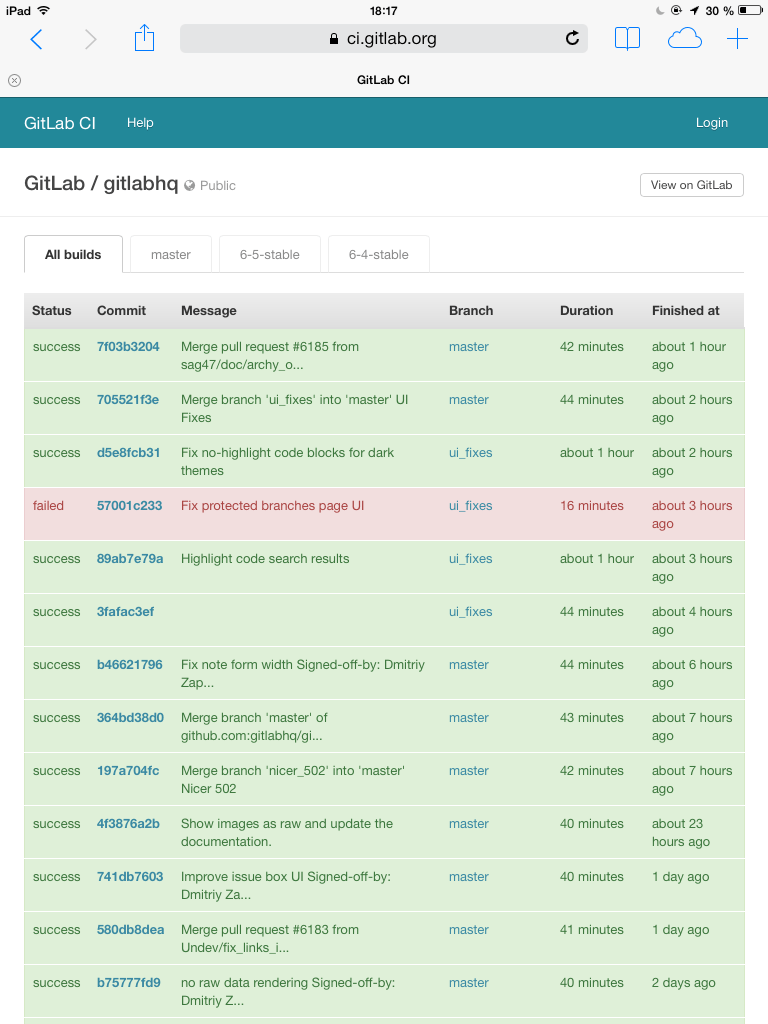 iPad 18:17 30 %
ci.gitlab.org
GitLab CI
GitLab CI Help Login
GitLab / gitlabhq Public View on GitLab
All builds master 6-5-stable 6-4-stable
Status Commit Message Branch Duration Finished at
success 7f03b3204 Merge pull request #6185 from master 42 minutes about 1 hour
sag47/doc/archy_o... ago
success 705521f3e Merge branch 'ui_fixes' into 'master' UI master 44 minutes about 2 hours
Fixes ago
success d5e8fcb31 Fix no-highlight code blocks for dark ui_fixes about 1 hour about 2 hours
themes ago
failed 57001c233 Fix protected branches page UI ui_fixes 16 minutes about 3 hours
ago
success 89ab7e79a Highlight code search results ui_fixes about 1 hour about 3 hours
ago
success 3fafac3ef ui_fixes 44 minutes about 4 hours
ago
success b46621796 Fix note form width Signed-off-by: Dmitriy master 44 minutes about 6 hours
Zap... ago
success 364bd38d0 Merge branch 'master' of master 43 minutes about 7 hours
github.com:gitlabhq/gi... ago
success 197a704fc Merge branch 'nicer_502' into 'master' master 42 minutes about 7 hours
Nicer 502 ago
success 4f3876a2b Show images as raw and update the master 40 minutes about 23
documentation. hours ago
success 741db7603 Improve issue box UI Signed-off-by: master 40 minutes 1 day ago
Dmitriy Za...
success 580db8dea Merge pull request #6183 from master 41 minutes 1 day ago
Undev/fix_links_i...
success b75777fd9 no raw data rendering Signed-off-by: master 40 minutes 2 days ago
Dmitriy Z...